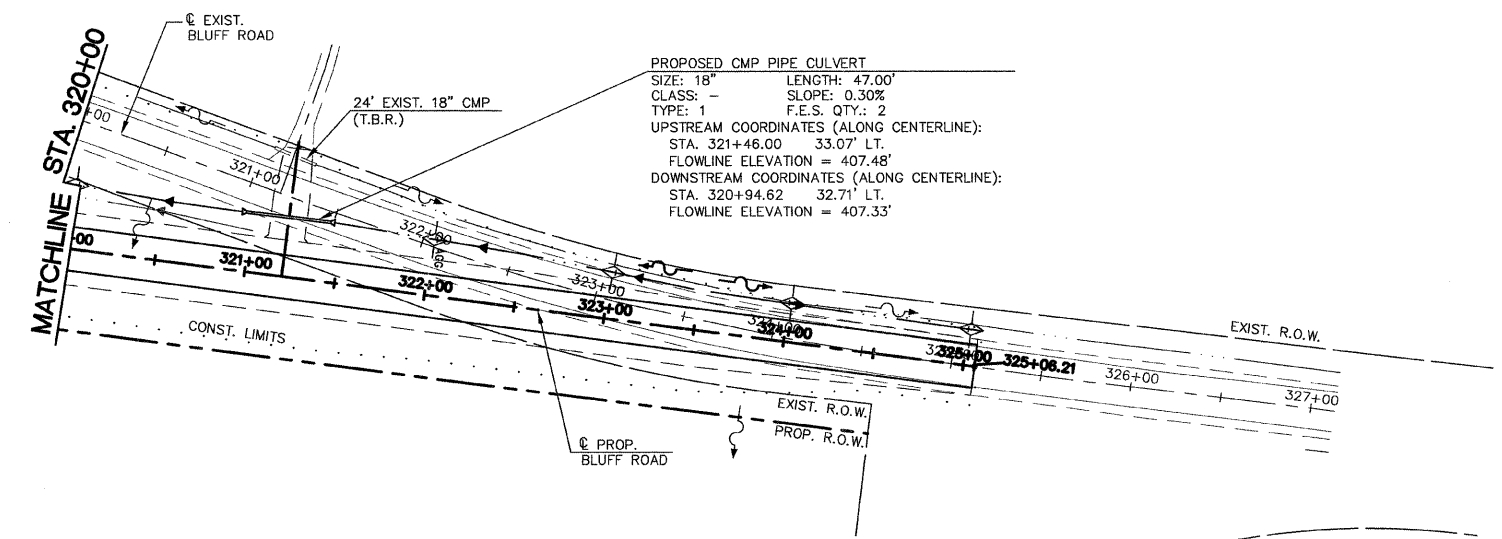 ℄ EXIST.
BLUFF ROAD
MATCHLINE STA. 320+00
24' EXIST. 18" CMP
(T.B.R.)
PROPOSED CMP PIPE CULVERT
SIZE: 18" LENGTH: 47.00'
CLASS: – SLOPE: 0.30%
TYPE: 1 F.E.S. QTY.: 2
UPSTREAM COORDINATES (ALONG CENTERLINE):
STA. 321+46.00 33.07' LT.
FLOWLINE ELEVATION = 407.48'
DOWNSTREAM COORDINATES (ALONG CENTERLINE):
STA. 320+94.62 32.71' LT.
FLOWLINE ELEVATION = 407.33'
+00
321+00
322+00
323+00
326+00
327+00
AGG
-00
321+00
322+00
323+00
324+00
325+00
325+06.21
CONST. LIMITS
EXIST. R.O.W.
EXIST. R.O.W.
PROP. R.O.W.
℄ PROP.
BLUFF ROAD